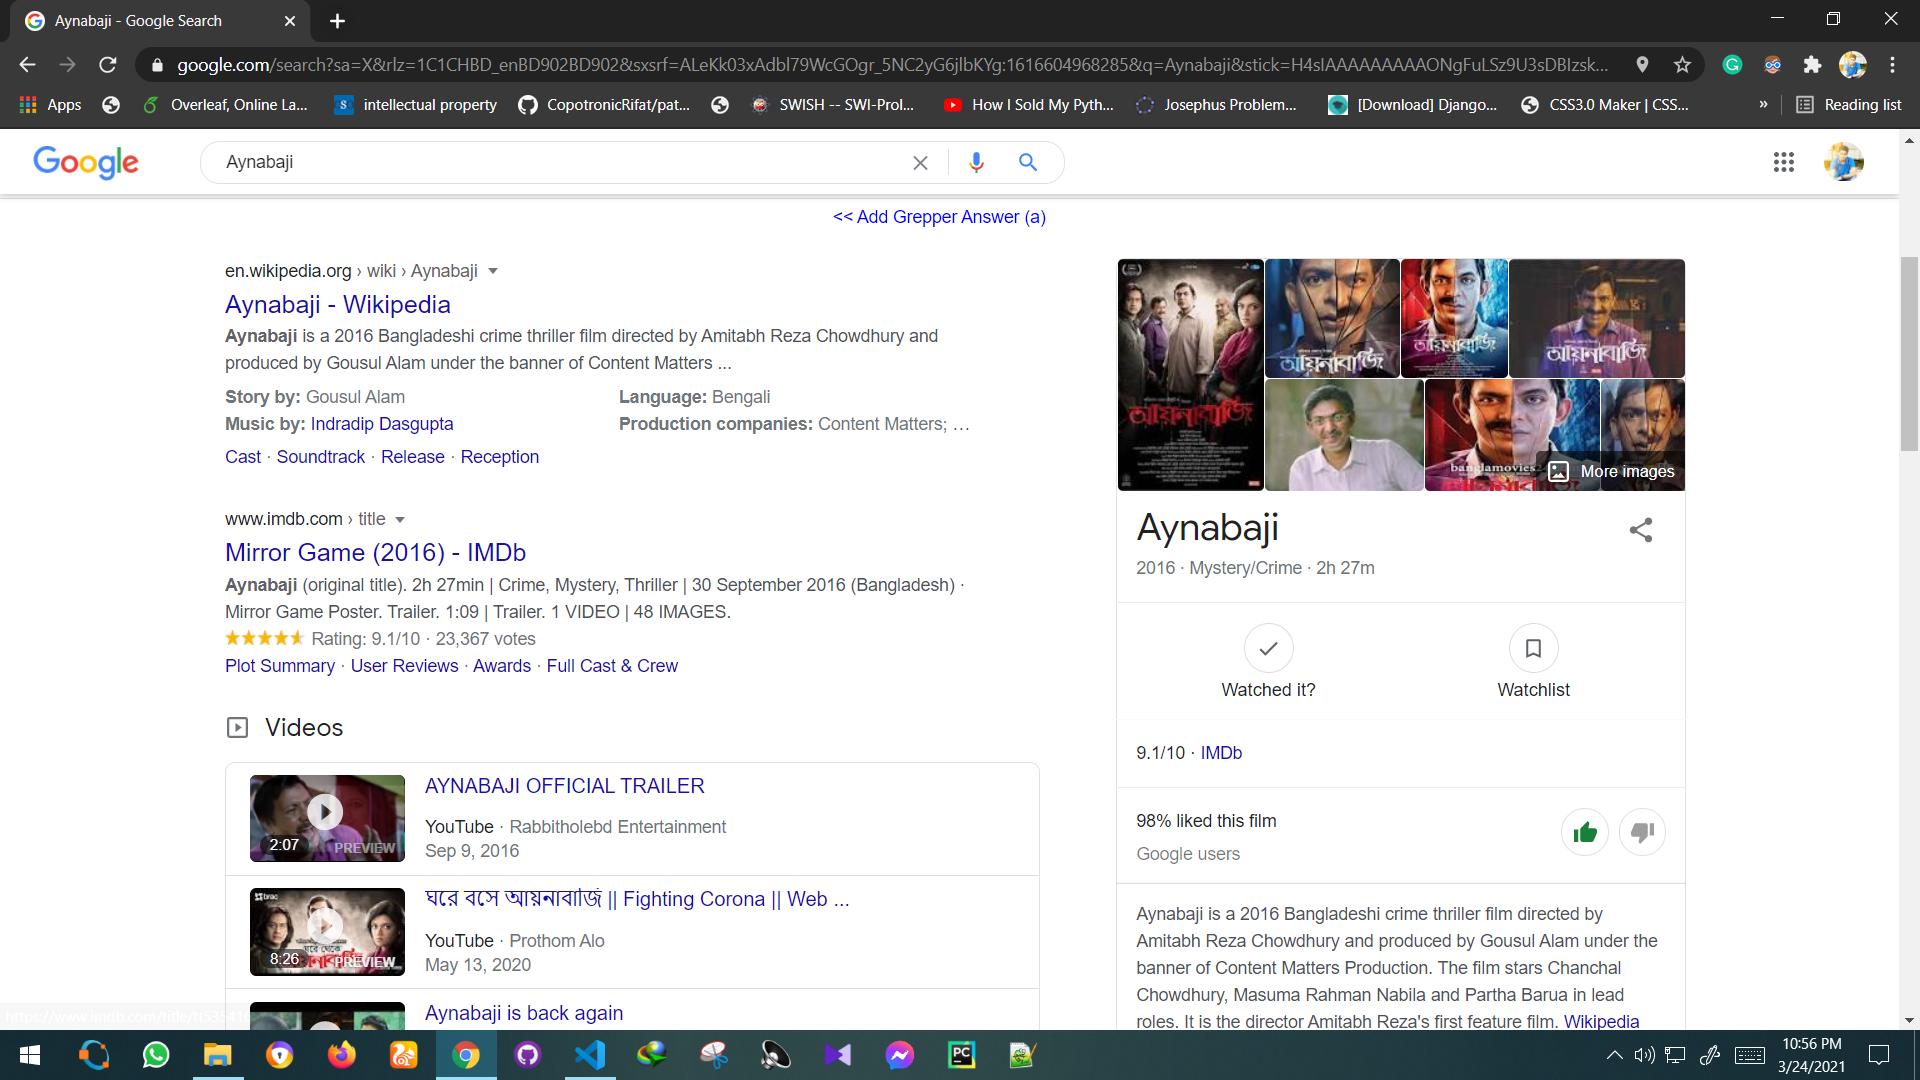 Aynabaji - Google Search
google.com/search?sa=X&rlz=1C1CHBD_enBD902BD902&sxsrf=ALeKk03xAdbl79WcGOgr_5NC2yG6jlbKYg:1616604968285&q=Aynabaji&stick=H4sIAAAAAAAAAONgFuLSz9U3sDBIzsk...
Apps
Overleaf, Online La...
intellectual property
CopotronicRifat/pat...
SWISH -- SWI-Prol...
How I Sold My Pyth...
Josephus Problem...
[Download] Django...
CSS3.0 Maker | CSS...
»
Reading list
Google
Aynabaji
<< Add Grepper Answer (a)
en.wikipedia.org › wiki › Aynabaji
Aynabaji - Wikipedia
Aynabaji is a 2016 Bangladeshi crime thriller film directed by Amitabh Reza Chowdhury and
produced by Gousul Alam under the banner of Content Matters ...
Story by: Gousul Alam
Language: Bengali
Music by: Indradip Dasgupta
Production companies: Content Matters; …
Cast · Soundtrack · Release · Reception
www.imdb.com › title
Mirror Game (2016) - IMDb
Aynabaji (original title). 2h 27min | Crime, Mystery, Thriller | 30 September 2016 (Bangladesh) ·
Mirror Game Poster. Trailer. 1:09 | Trailer. 1 VIDEO | 48 IMAGES.
Rating: 9.1/10 · 23,367 votes
Plot Summary · User Reviews · Awards · Full Cast & Crew
Videos
2:07
PREVIEW
AYNABAJI OFFICIAL TRAILER
YouTube · Rabbitholebd Entertainment
Sep 9, 2016
brac
8:26
PREVIEW
ঘরে বসে আয়নাবাজি || Fighting Corona || Web ...
YouTube · Prothom Alo
May 13, 2020
Aynabaji is back again
আয়নাবাজি
আয়নাবাজি
আয়নাবাজি
আয়নাবাজি
banglamovies
More images
Aynabaji
2016 · Mystery/Crime · 2h 27m
Watched it?
Watchlist
9.1/10 · IMDb
98% liked this film
Google users
Aynabaji is a 2016 Bangladeshi crime thriller film directed by
Amitabh Reza Chowdhury and produced by Gousul Alam under the
banner of Content Matters Production. The film stars Chanchal
Chowdhury, Masuma Rahman Nabila and Partha Barua in lead
roles. It is the director Amitabh Reza's first feature film. Wikipedia
PC
10:56 PM
3/24/2021